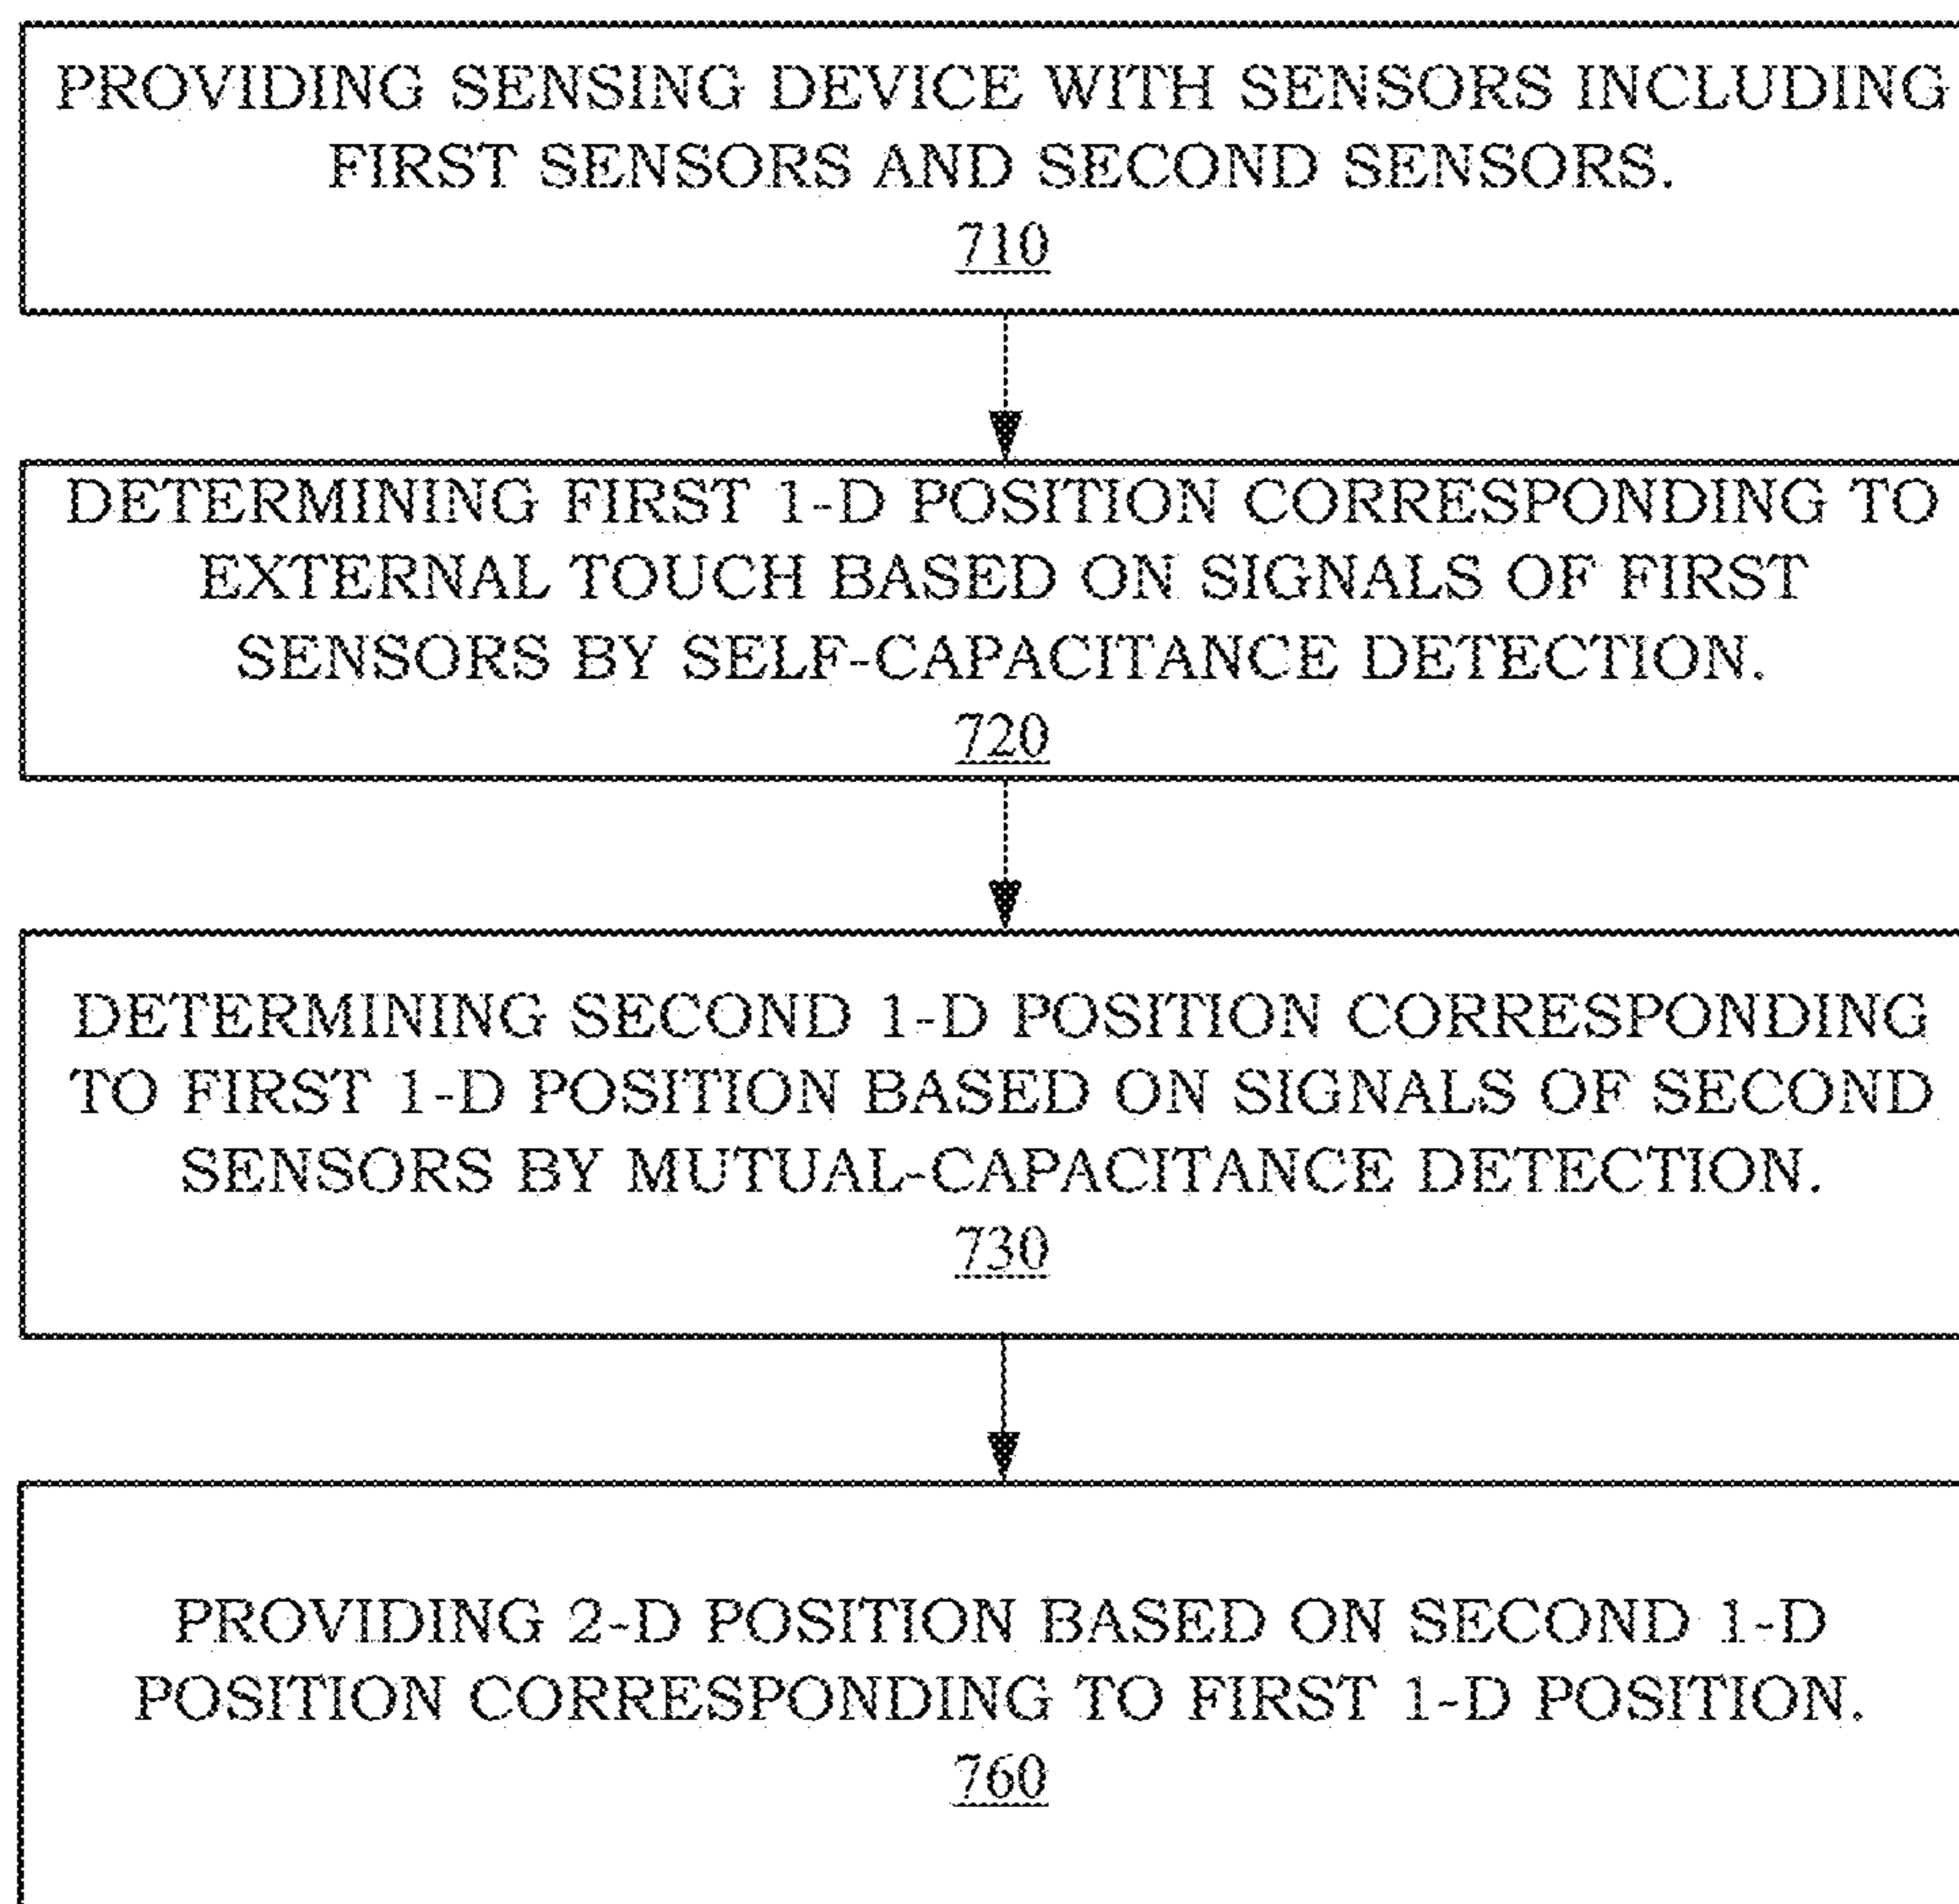 PROVIDING SENSING DEVICE WITH SENSORS INCLUDING
FIRST SENSORS AND SECOND SENSORS.
710
DETERMINING FIRST 1-D POSITION CORRESPONDING TO
EXTERNAL TOUCH BASED ON SIGNALS OF FIRST
SENSORS BY SELF-CAPACITANCE DETECTION.
720
DETERMINING SECOND 1-D POSITION CORRESPONDING
TO FIRST 1-D POSITION BASED ON SIGNALS OF SECOND
SENSORS BY MUTUAL-CAPACITANCE DETECTION.
730
PROVIDING 2-D POSITION BASED ON SECOND 1-D
POSITION CORRESPONDING TO FIRST 1-D POSITION.
760